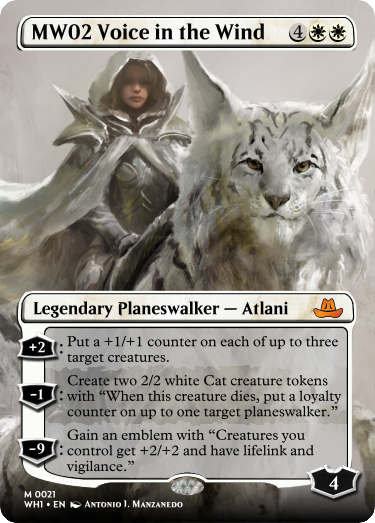 MW02 Voice in the Wind 4
Legendary Planeswalker — Atlani
+2: Put a +1/+1 counter on each of up to three
target creatures.
-1: Create two 2/2 white Cat creature tokens
with “When this creature dies, put a loyalty
counter on up to one target planeswalker.”
-9: Gain an emblem with “Creatures you
control get +2/+2 and have lifelink and
vigilance.”
4
M 0021
WH1 • EN Antonio J. Manzanedo